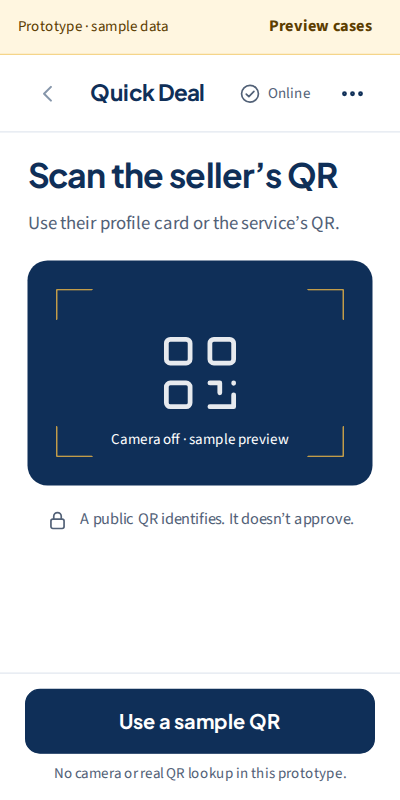 Prototype · sample data
Preview cases
Quick Deal
Online
Scan the seller’s QR
Use their profile card or the service’s QR.
Camera off · sample preview
A public QR identifies. It doesn’t approve.
Use a sample QR
No camera or real QR lookup in this prototype.